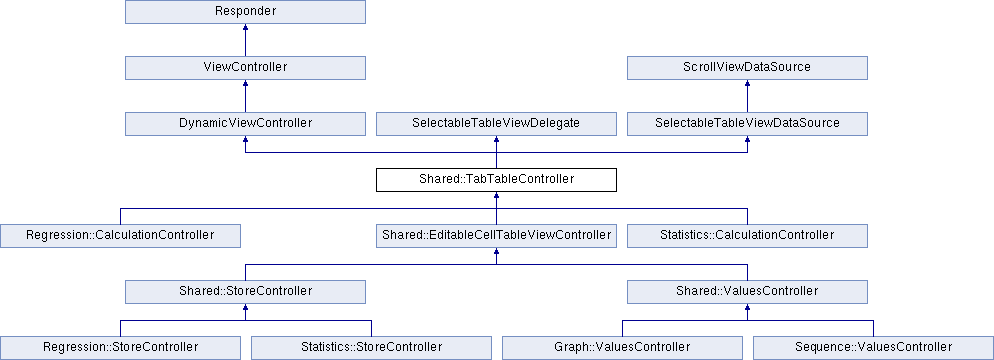 Responder
ViewController
ScrollViewDataSource
DynamicViewController
SelectableTableViewDelegate
SelectableTableViewDataSource
Shared::TabTableController
Regression::CalculationController
Shared::EditableCellTableViewController
Statistics::CalculationController
Shared::StoreController
Shared::ValuesController
Regression::StoreController
Statistics::StoreController
Graph::ValuesController
Sequence::ValuesController